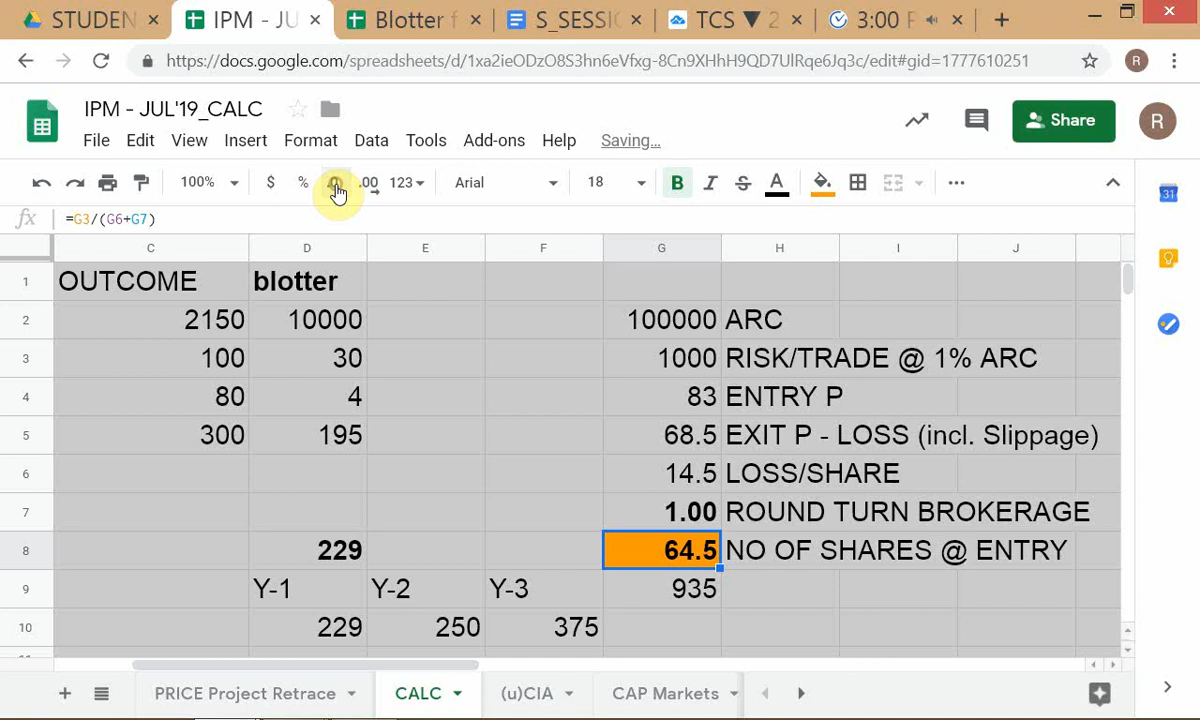 STUDEN
IPM - JU
Blotter f
S_SESSI
TCS ▼ 2
3:00 P
https://docs.google.com/spreadsheets/d/1xa2ieODzO8S3hn6eVfxg-8Cn9XHhH9QD7UlRqe6Jq3c/edit#gid=1777610251
R
IPM - JUL'19_CALC
File Edit View Insert Format Data Tools Add-ons Help Saving...
Share
R
100% $ % .0 .00 123 Arial 18 B I S A
31
fx =G3/(G6+G7)
C D E F G H I J
1 OUTCOME blotter
2 2150 10000 100000 ARC
3 100 30 1000 RISK/TRADE @ 1% ARC
4 80 4 83 ENTRY P
5 300 195 68.5 EXIT P - LOSS (incl. Slippage)
6 14.5 LOSS/SHARE
7 1.00 ROUND TURN BROKERAGE
8 229 64.5 NO OF SHARES @ ENTRY
9 Y-1 Y-2 Y-3 935
10 229 250 375
PRICE Project Retrace CALC (u)CIA CAP Markets